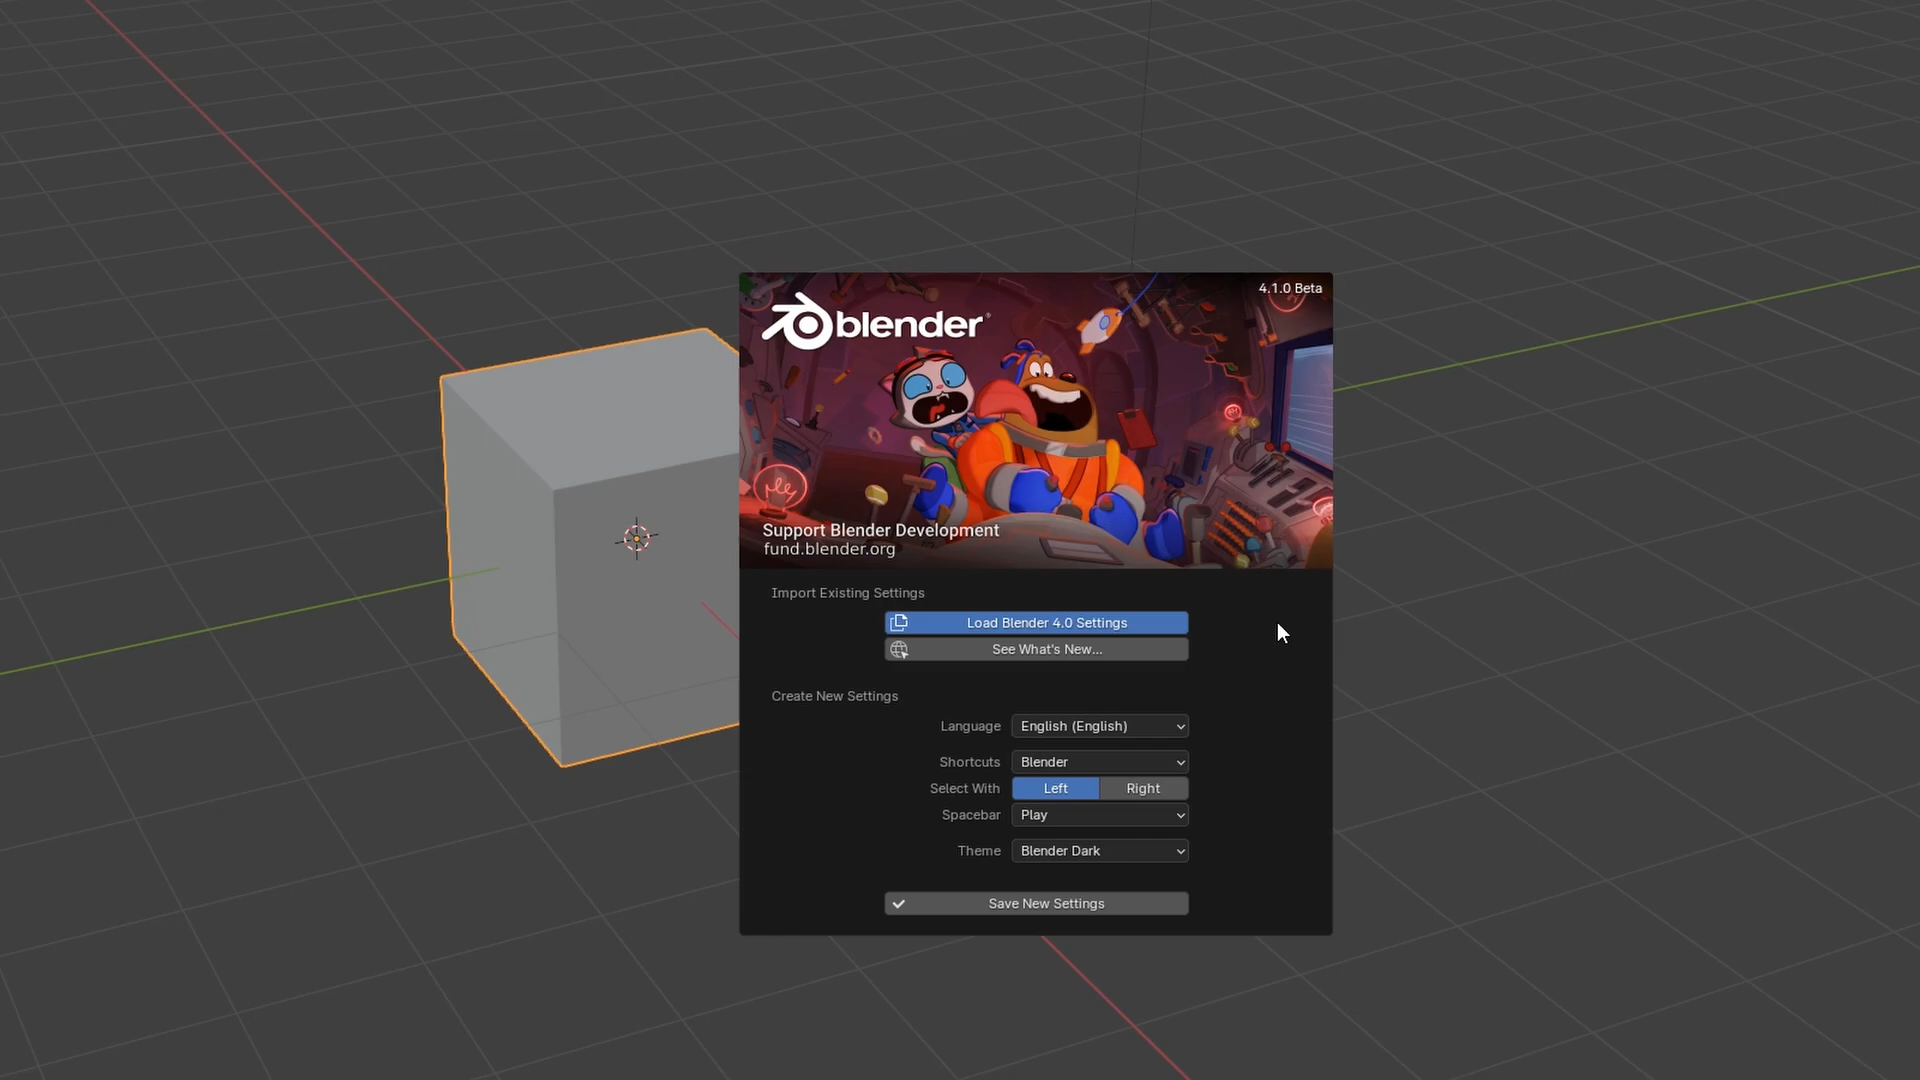 4.1.0 Beta
blender
Support Blender Development
fund.blender.org
Import Existing Settings
Load Blender 4.0 Settings
See What's New...
Create New Settings
Language English (English)
Shortcuts Blender
Select With Left Right
Spacebar Play
Theme Blender Dark
Save New Settings